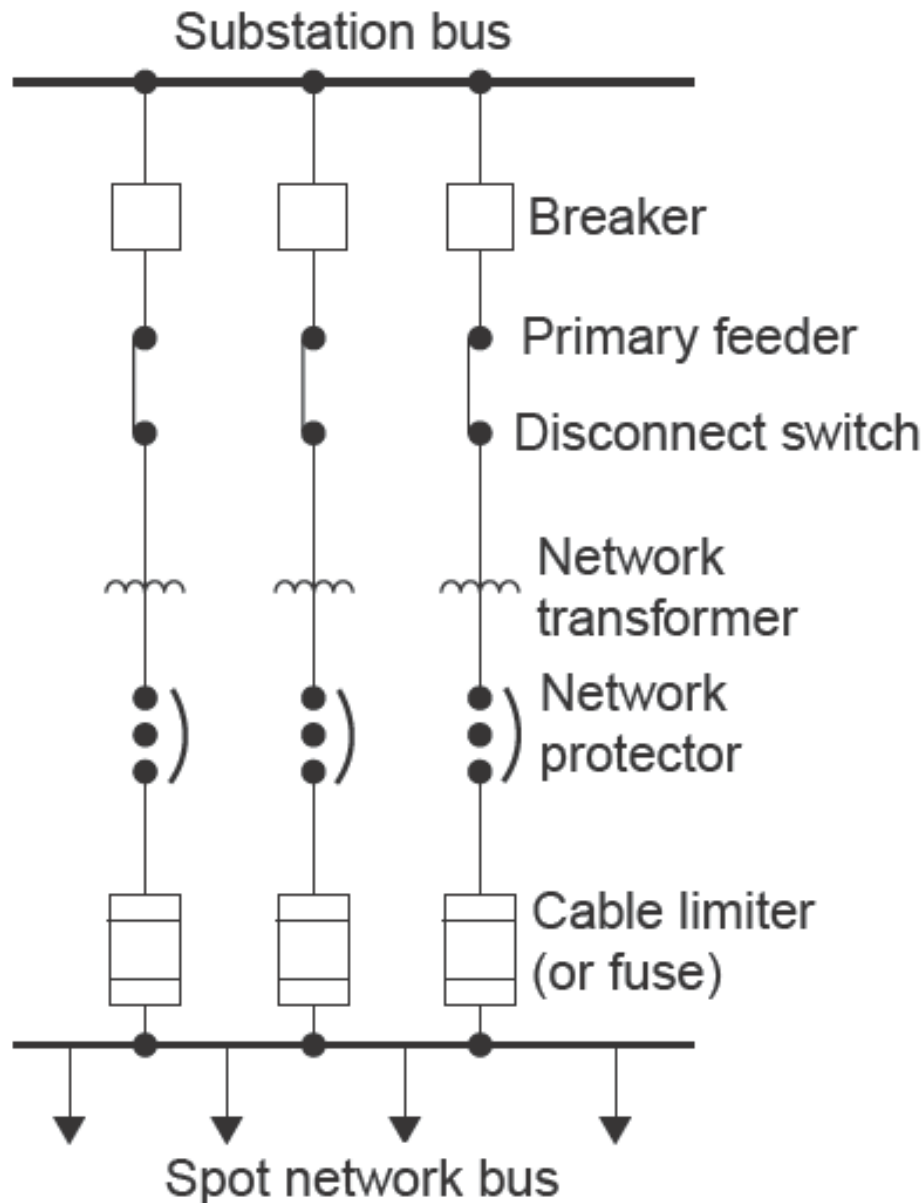 Substation bus
Breaker
Primary feeder
Disconnect switch
Network
transformer
Network
protector
Cable limiter
(or fuse)
Spot network bus